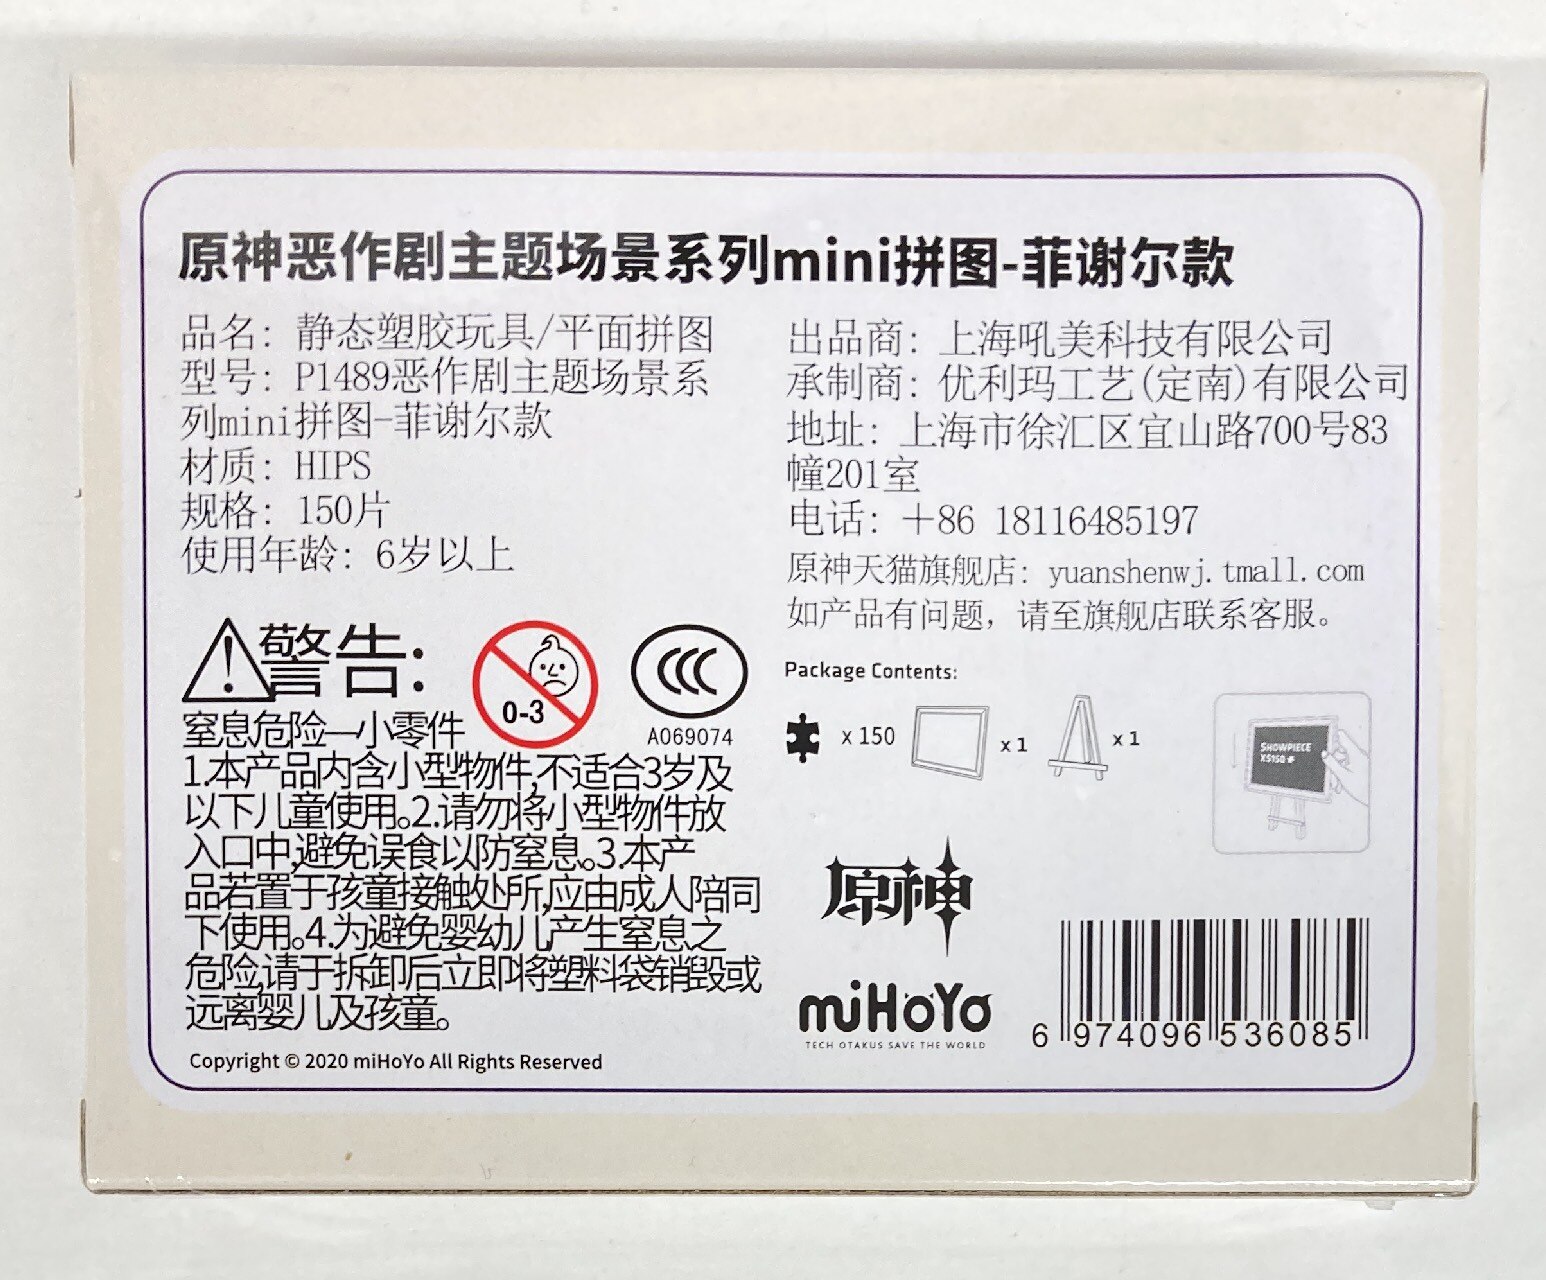 原神恶作剧主题场景系列mini拼图-菲谢尔款
品名：静态塑胶玩具/平面拼图
型号：P1489恶作剧主题场景系
列mini拼图-菲谢尔款
材质：HIPS
规格：150片
使用年龄：6岁以上
出品商：上海吼美科技有限公司
承制商：优利玛工艺(定南)有限公司
地址：上海市徐汇区宜山路700号83
幢201室
电话：+86 18116485197
原神天猫旗舰店：yuanshenwj.tmall.com
如产品有问题，请至旗舰店联系客服。
警告：
0-3
A069074
窒息危险—小零件
1.本产品内含小型物件,不适合3岁及
以下儿童使用。2.请勿将小型物件放
入口中,避免误食以防窒息。3.本产
品若置于孩童接触处所,应由成人陪同
下使用。4.为避免婴幼儿产生窒息之
危险,请于拆卸后立即将塑料袋销毁或
远离婴儿及孩童。
Copyright © 2020 miHoYo All Rights Reserved
Package Contents:
x 150
x 1
x 1
SHOWPIECE
XS150 #
原神
miHoYo
TECH OTAKUS SAVE THE WORLD
6 974096 536085